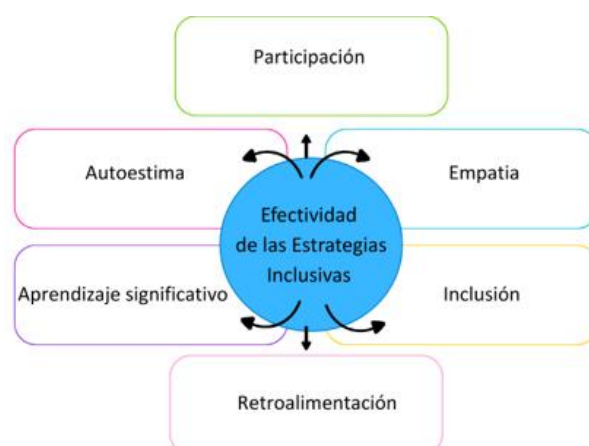 Participación
Autoestima
Empatia
Efectividad
de las Estrategias
Inclusivas
Aprendizaje significativo
Inclusión
Retroalimentación